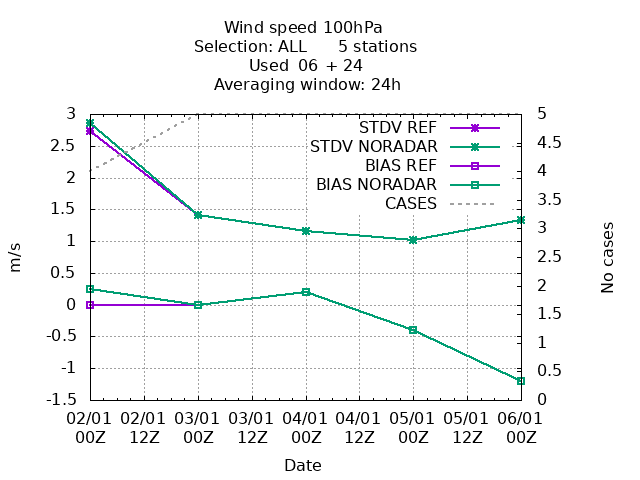 Wind speed 100hPa
Selection: ALL      5 stations
Used  06 + 24
Averaging window: 24h
3
2.5
2
1.5
1
0.5
0
-0.5
-1
-1.5
m/s
STDV REF
STDV NORADAR
BIAS REF
BIAS NORADAR
CASES
5
4.5
4
3.5
3
2.5
2
1.5
1
0.5
0
No cases
02/01 02/01 03/01 03/01 04/01 04/01 05/01 05/01 06/01
00Z 12Z 00Z 12Z 00Z 12Z 00Z 12Z 00Z
Date